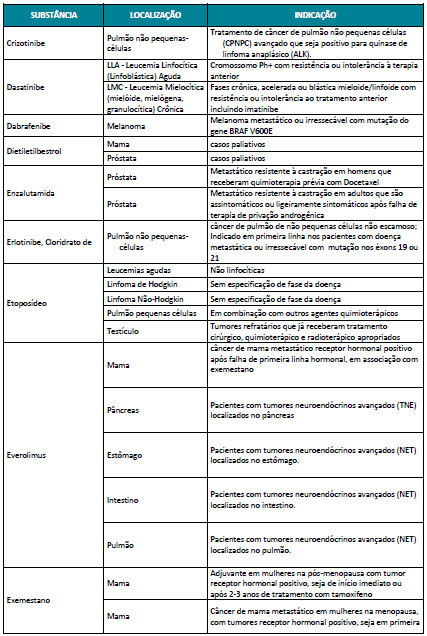 SUBSTÂNCIA LOCALIZAÇÃO INDICAÇÃO
Crizotinibe
Pulmão não pequenas-
células
Tratamento de câncer de pulmão não pequenas células
(CPNPC) avançado que seja positivo para quinase de
linfoma anaplásico (ALK).
Dasatinibe
LLA - Leucemia Linfocítica
(Linfoblástica) Aguda
Cromossomo Ph+ com resistência ou intolerância à terapia
anterior
LMC - Leucemia Mielocítica
(mielóide, mielógena,
granulocítica) Crônica
Fases crônica, acelerada ou blástica mieloide/linfoide com
resistência ou intolerância ao tratamento anterior
incluindo imatinibe
Dabrafenibe
Melanoma
Melanoma metastático ou irressecável com mutação do
gene BRAF V600E
Dietiletilbestrol
Mama
casos paliativos
Próstata
casos paliativos
Enzalutamida
Próstata
Metastático resistente à castração em homens que
receberam quimioterapia prévia com Docetaxel
Próstata
Metastático resistente à castração em adultos que são
assintomáticos ou ligeiramente sintomáticos após falha de
terapia de privação androgênica
Erlotinibe, Cloridrato de
Pulmão não pequenas-
células
câncer de pulmão de não pequenas células não escamoso;
Indicado em primeira linha nos pacientes com doença
metastática ou irressecável com mutação nos éxons 19 ou
21
Etoposídeo
Leucemias agudas
Não linfocíticas
Linfoma de Hodgkin
Sem especificação de fase da doença
Linfoma Não-Hodgkin
Sem especificação de fase da doença
Pulmão pequenas células
Em combinação com outros agentes quimioterápicos
Testículo
Tumores refratários que já receberam tratamento
cirúrgico, quimioterápico e radioterápico apropriados
Everolimus
Mama
câncer de mama metastático receptor hormonal positivo
após falha de primeira linha hormonal, em associação com
exemestano
Pâncreas
Pacientes com tumores neuroendócrinos avançados (TNE)
localizados no pâncreas
Estômago
Pacientes com tumores neuroendócrinos avançados (NET)
localizados no estômago.
Intestino
Pacientes com tumores neuroendócrinos avançados (NET)
localizados no intestino.
Pulmão
Pacientes com tumores neuroendócrinos avançados (NET)
localizados no pulmão.
Exemestano
Mama
Adjuvante em mulheres na pós-menopausa com tumor
receptor hormonal positivo, seja de início imediato ou
após 2-3 anos de tratamento com tamoxifeno
Mama
Câncer de mama metastático em mulheres na menopausa,
com tumores receptor hormonal positivo, seja em primeira